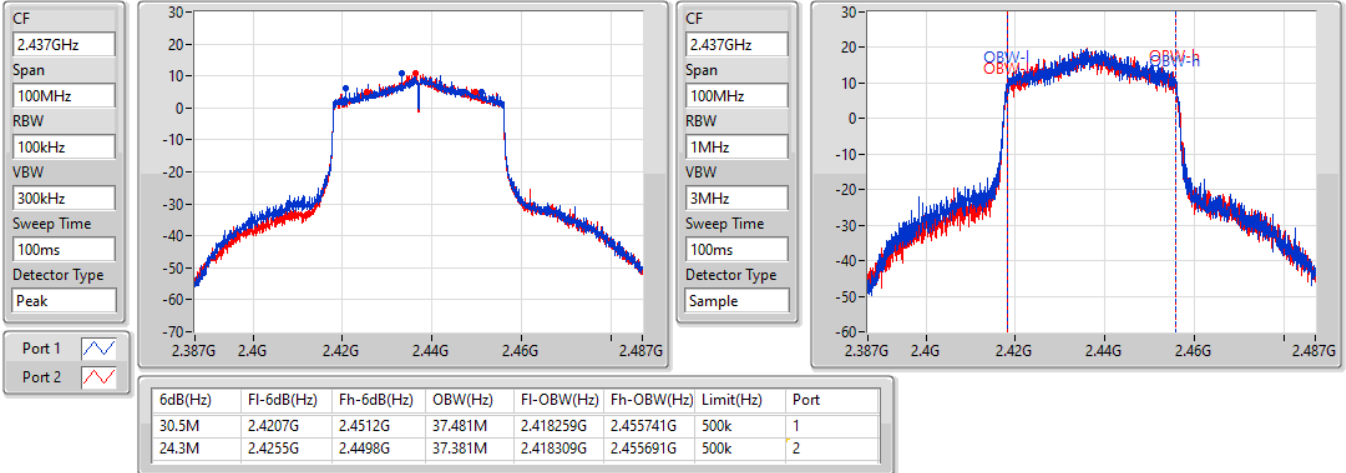 CF
2.437GHz
Span
100MHz
RBW
100kHz
VBW
300kHz
Sweep Time
100ms
Detector Type
Peak
Port 1
Port 2
30
20
10
0
-10
-20
-30
-40
-50
-60
-70
2.387G 2.4G 2.42G 2.44G 2.46G 2.487G
CF
2.437GHz
Span
100MHz
RBW
1MHz
VBW
3MHz
Sweep Time
100ms
Detector Type
Sample
30
20
10
0
-10
-20
-30
-40
-50
-60
OBW-l OBW-h
OBW- OBW-h
2.387G 2.4G 2.42G 2.44G 2.46G 2.487G
6dB(Hz) Fl-6dB(Hz) Fh-6dB(Hz) OBW(Hz) Fl-OBW(Hz) Fh-OBW(Hz) Limit(Hz) Port
30.5M 2.4207G 2.4512G 37.481M 2.418259G 2.455741G 500k 1
24.3M 2.4255G 2.4498G 37.381M 2.418309G 2.455691G 500k 2